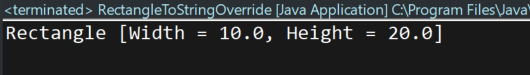 <terminated> RectangleToStringOverride [Java Application] C:\Program Files\Java\
Rectangle [Width = 10.0, Height = 20.0]